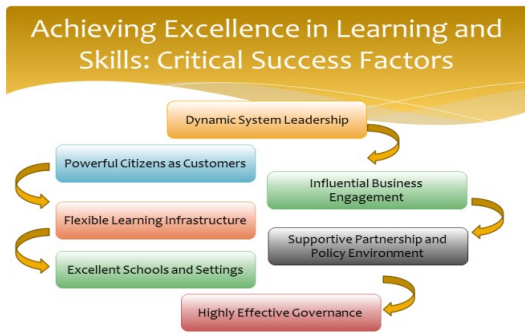 Achieving Excellence in Learning and
Skills: Critical Success Factors
Dynamic System Leadership
Powerful Citizens as Customers
Influential Business
Engagement
Flexible Learning Infrastructure
Supportive Partnership and
Policy Environment
Excellent Schools and Settings
Highly Effective Governance